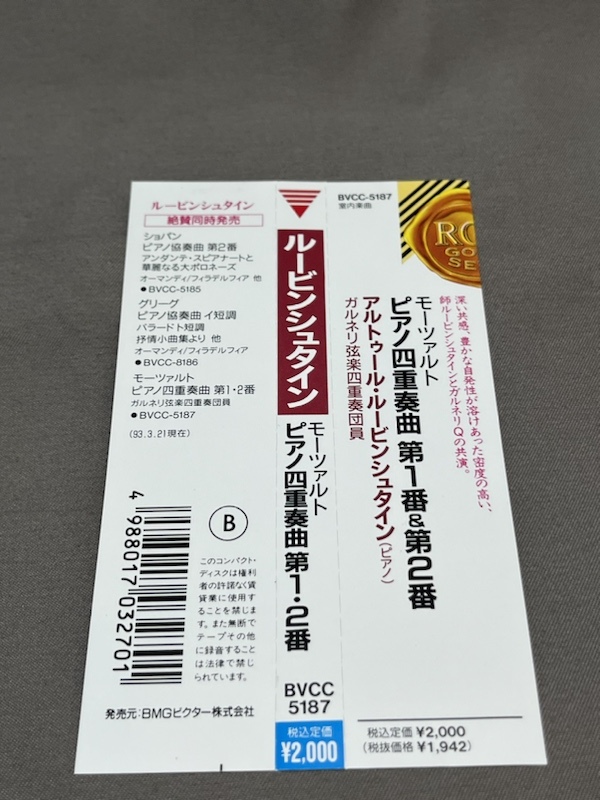 ルービンシュタイン
絶賛同時発売
ショパン
ピアノ協奏曲 第2番
アンダンテ・スピアナートと
華麗なる大ポロネーズ
オーマンディ/フィラデルフィア 他
●BVCC-5185
グリーグ
ピアノ協奏曲イ短調
バラードト短調
抒情小曲集より 他
オーマンディ/フィラデルフィア
●BVCC-8186
モーツァルト
ピアノ四重奏曲 第1・2番
ガルネリ弦楽四重奏団員
●BVCC-5187
(93.3.21現在)
B
4988017032701
このコンパクト・
ディスクは権利
者の許諾なく賃
貸業に使用す
ることを禁じま
す。また無断で
テープその他
に録音すること
は法律で禁じ
られています。
発売元:BMGビクター株式会社
ルービンシュタイン
モーツァルト
ピアノ四重奏曲 第1・2番
BVCC
5187
税込定価
¥2,000
BVCC-5187
室内楽曲
RO
GO
SE
深い共感、豊かな自発性が溶けあった密度の高い、
師ルービンシュタインとガルネリQの共演。
モーツァルト
ピアノ四重奏曲 第1番&第2番
アルトゥール・ルービンシュタイン(ピアノ)
ガルネリ弦楽四重奏団員
税込定価 ¥2,000
(税抜価格 ¥1,942)